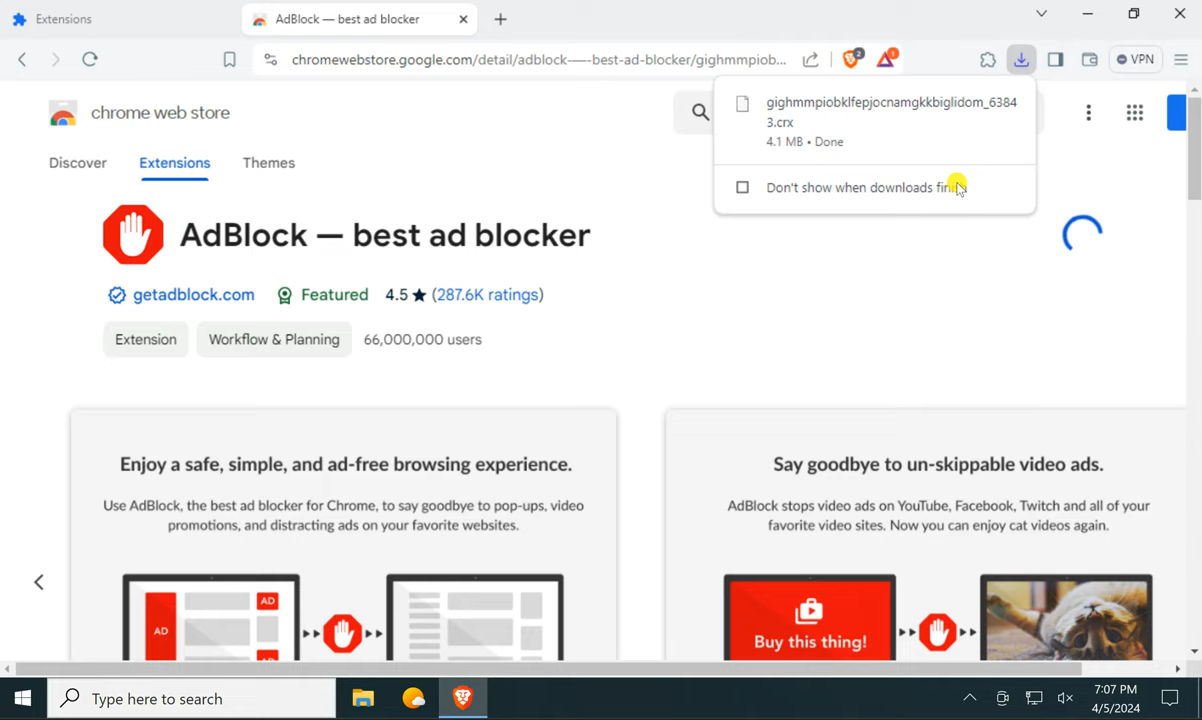 Extensions
AdBlock — best ad blocker
chromewebstore.google.com/detail/adblock-—-best-ad-blocker/gighmmpiob...
2
1
VPN
chrome web store
gighmmpiobklfepjocnamgkkbiglidom_6384
3.crx
4.1 MB • Done
Don't show when downloads
Discover
Extensions
Themes
AdBlock — best ad blocker
getadblock.com
Featured
4.5★ (287.6K ratings)
Extension
Workflow & Planning
66,000,000 users
Enjoy a safe, simple, and ad-free browsing experience.
Use AdBlock, the best ad blocker for Chrome, to say goodbye to pop-ups, video
promotions, and distracting ads on your favorite websites.
AD
AD
AD
Say goodbye to un-skippable video ads.
AdBlock stops video ads on YouTube, Facebook, Twitch and all of your
favorite video sites. Now you can enjoy cat videos again.
Buy this thing!
Type here to search
7:07 PM
4/5/2024